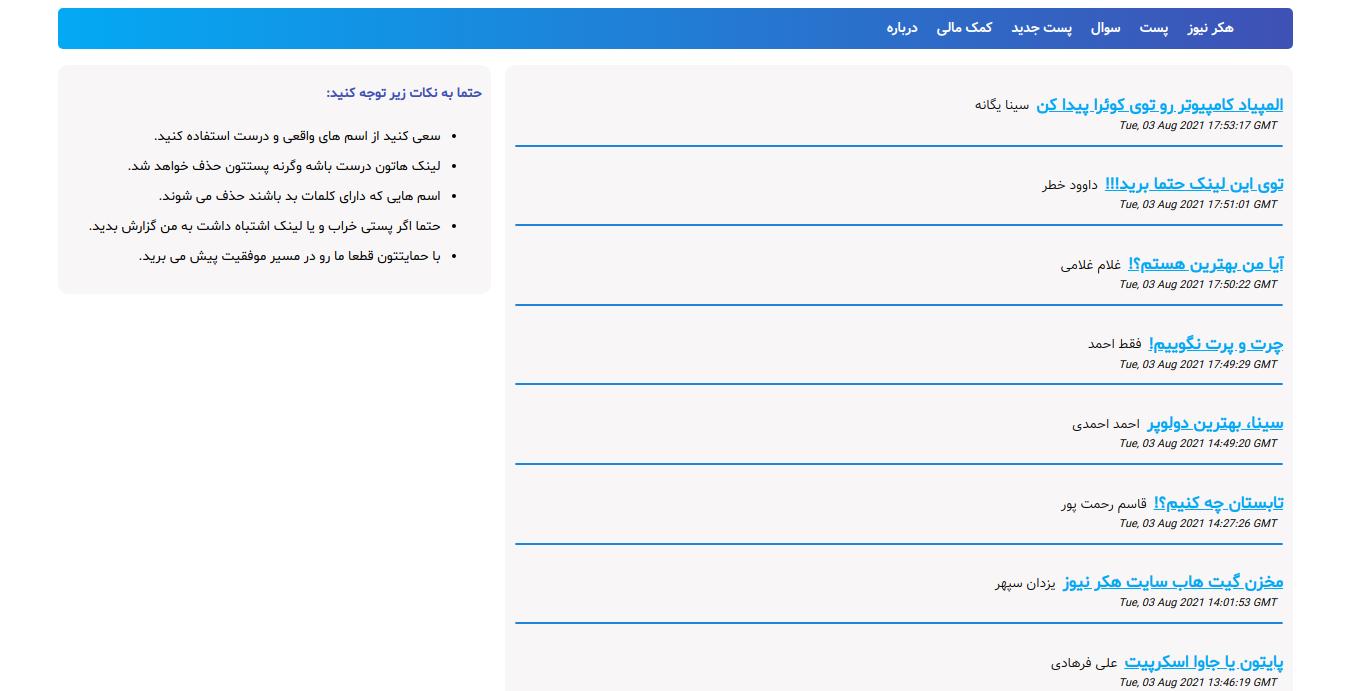 هکر نیوز پست سوال پست جدید کمک مالی درباره
المپیاد کامپیوتر رو توی کوئرا پیدا کن سینا یگانه
Tue, 03 Aug 2021 17:53:17 GMT
توی این لینک حتما برید!!! داوود خطر
Tue, 03 Aug 2021 17:51:01 GMT
آیا من بهترین هستم؟! غلام غلامی
Tue, 03 Aug 2021 17:50:22 GMT
چرت و پرت نگوییم! فقط احمد
Tue, 03 Aug 2021 17:49:29 GMT
سینا، بهترین دولوپر احمد احمدی
Tue, 03 Aug 2021 14:49:20 GMT
تابستان چه کنیم؟! قاسم رحمت پور
Tue, 03 Aug 2021 14:27:26 GMT
مخزن گیت هاب سایت هکر نیوز یزدان سپهر
Tue, 03 Aug 2021 14:01:53 GMT
پایتون یا جاوا اسکریپت علی فرهادی
Tue, 03 Aug 2021 13:46:19 GMT
حتما به نکات زیر توجه کنید:
• سعی کنید از اسم های واقعی و درست استفاده کنید.
• لینک هاتون درست باشه وگرنه پستتون حذف خواهد شد.
• اسم هایی که دارای کلمات بد باشند حذف می شوند.
• حتما اگر پستی خراب و یا لینک اشتباه داشت به من گزارش بدید.
• با حمایتتون قطعا ما رو در مسیر موفقیت پیش می برید.